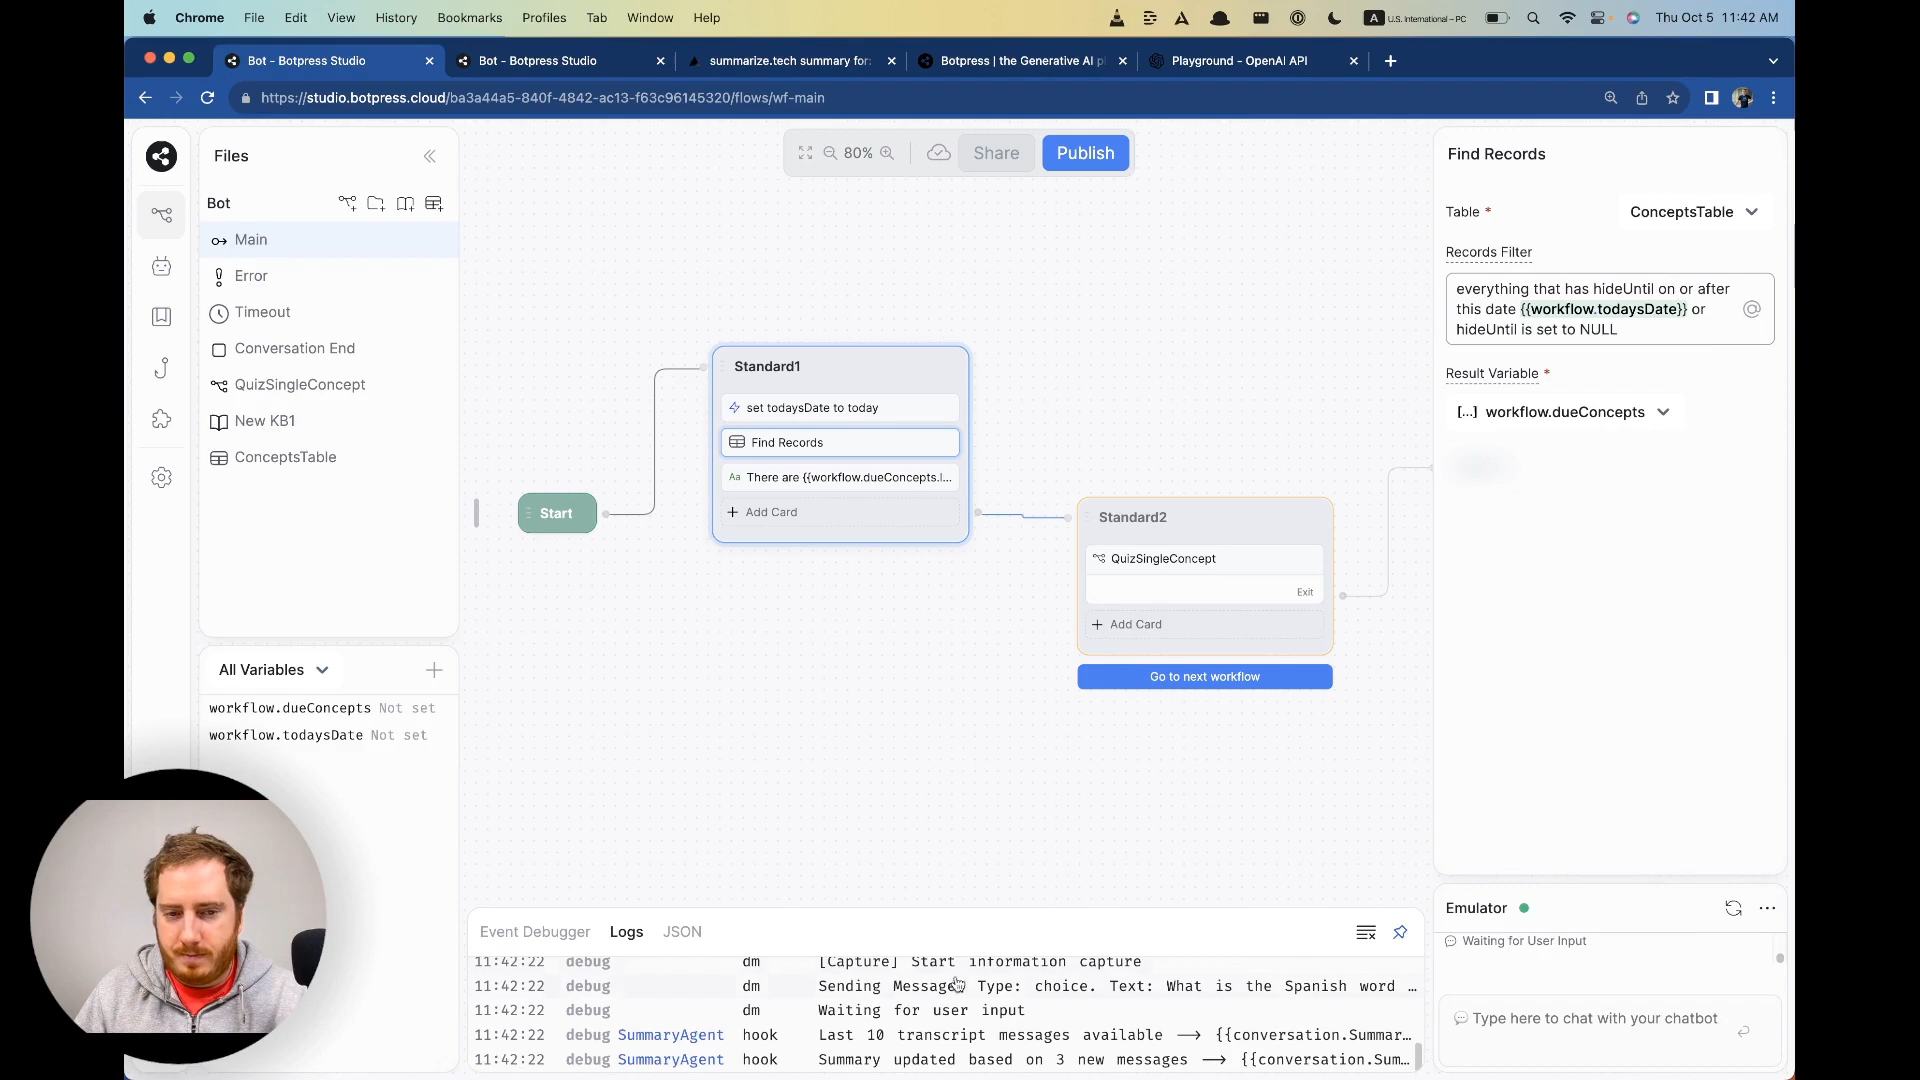 Chrome File Edit View History Bookmarks Profiles Tab Window Help
A U.S. International – PC Thu Oct 5 11:42 AM
Bot – Botpress Studio
Bot – Botpress Studio
summarize.tech summary for:
Botpress | the Generative AI pl
Playground - OpenAI API
https://studio.botpress.cloud/ba3a44a5-840f-4842-ac13-f63c96145320/flows/wf-main
Files
Bot
Main
Error
Timeout
Conversation End
QuizSingleConcept
New KB1
ConceptsTable
All Variables
workflow.dueConcepts Not set
workflow.todaysDate Not set
80%
Share
Publish
Start
Standard1
set todaysDate to today
Find Records
Aa There are {{workflow.dueConcepts.l...
+ Add Card
Standard2
QuizSingleConcept
Exit
+ Add Card
Go to next workflow
Event Debugger Logs JSON
11:42:22 debug dm [Capture] Start information capture
11:42:22 debug dm Sending Message Type: choice. Text: What is the Spanish word …
11:42:22 debug dm Waiting for user input
11:42:22 debug SummaryAgent hook Last 10 transcript messages available ⟶ {{conversation.Summar…
11:42:22 debug SummaryAgent hook Summary updated based on 3 new messages ⟶ {{conversation.Sum…
Find Records
Table *
ConceptsTable
Records Filter
everything that has hideUntil on or after
this date {{workflow.todaysDate}} or
hideUntil is set to NULL
@
Result Variable *
[...] workflow.dueConcepts
Emulator
Waiting for User Input
Type here to chat with your chatbot